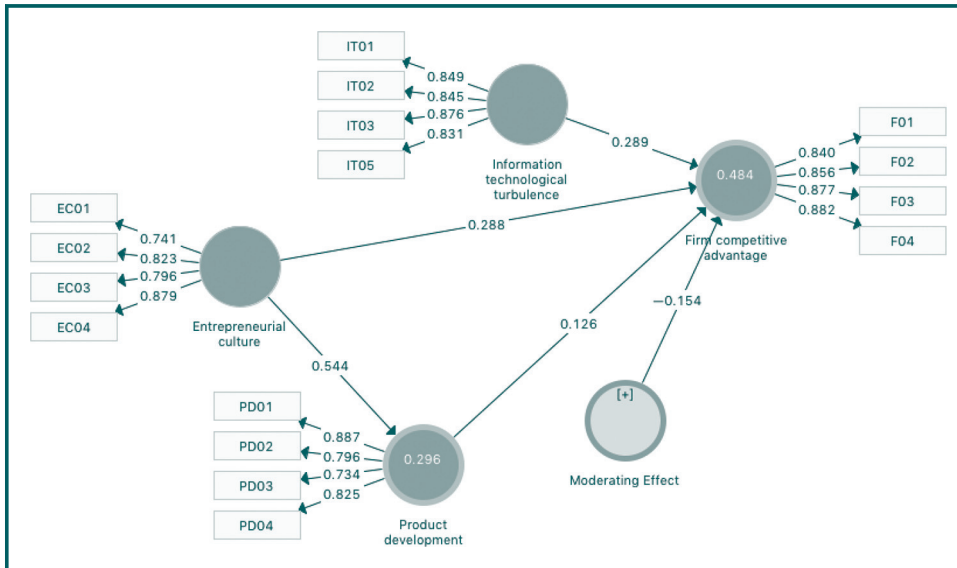 IT01
IT02
IT03
IT05
0.849
0.845
0.876
0.831
Information
technological
turbulence
0.289
0.484
Firm competitive
advantage
0.840
0.856
0.877
0.882
F01
F02
F03
F04
EC01
EC02
EC03
EC04
0.741
0.823
0.796
0.879
Entrepreneurial
culture
0.288
0.544
0.126
−0.154
[+]
Moderating Effect
PD01
PD02
PD03
PD04
0.887
0.796
0.734
0.825
0.296
Product
development